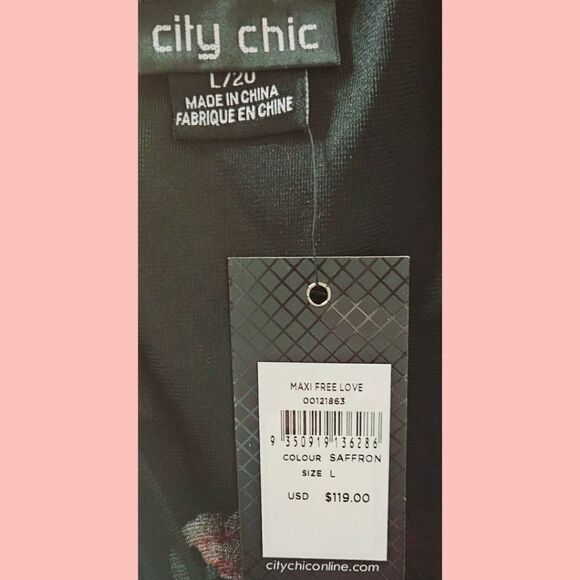 city chic
L/20
MADE IN CHINA
FABRIQUE EN CHINE
MAXI FREE LOVE
00121863
9 350919 136286
COLOUR SAFFRON
SIZE L
USD $119.00
citychiconline.com